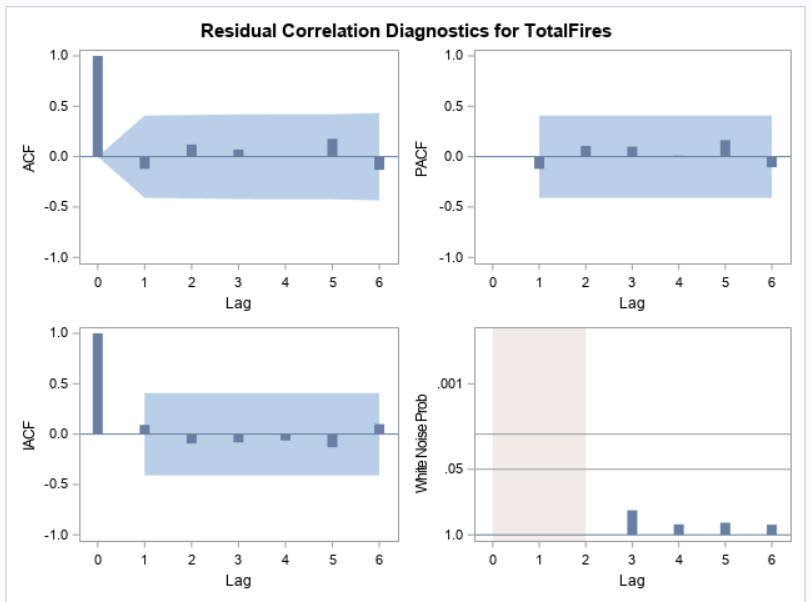 Residual Correlation Diagnostics for TotalFires
1.0
0.5
0.0
-0.5
-1.0
ACF
0 1 2 3 4 5 6
Lag
1.0
0.5
0.0
-0.5
-1.0
PACF
0 1 2 3 4 5 6
Lag
1.0
0.5
0.0
-0.5
-1.0
IACF
0 1 2 3 4 5 6
Lag
.001
.05
1.0
White Noise Prob
0 1 2 3 4 5 6
Lag